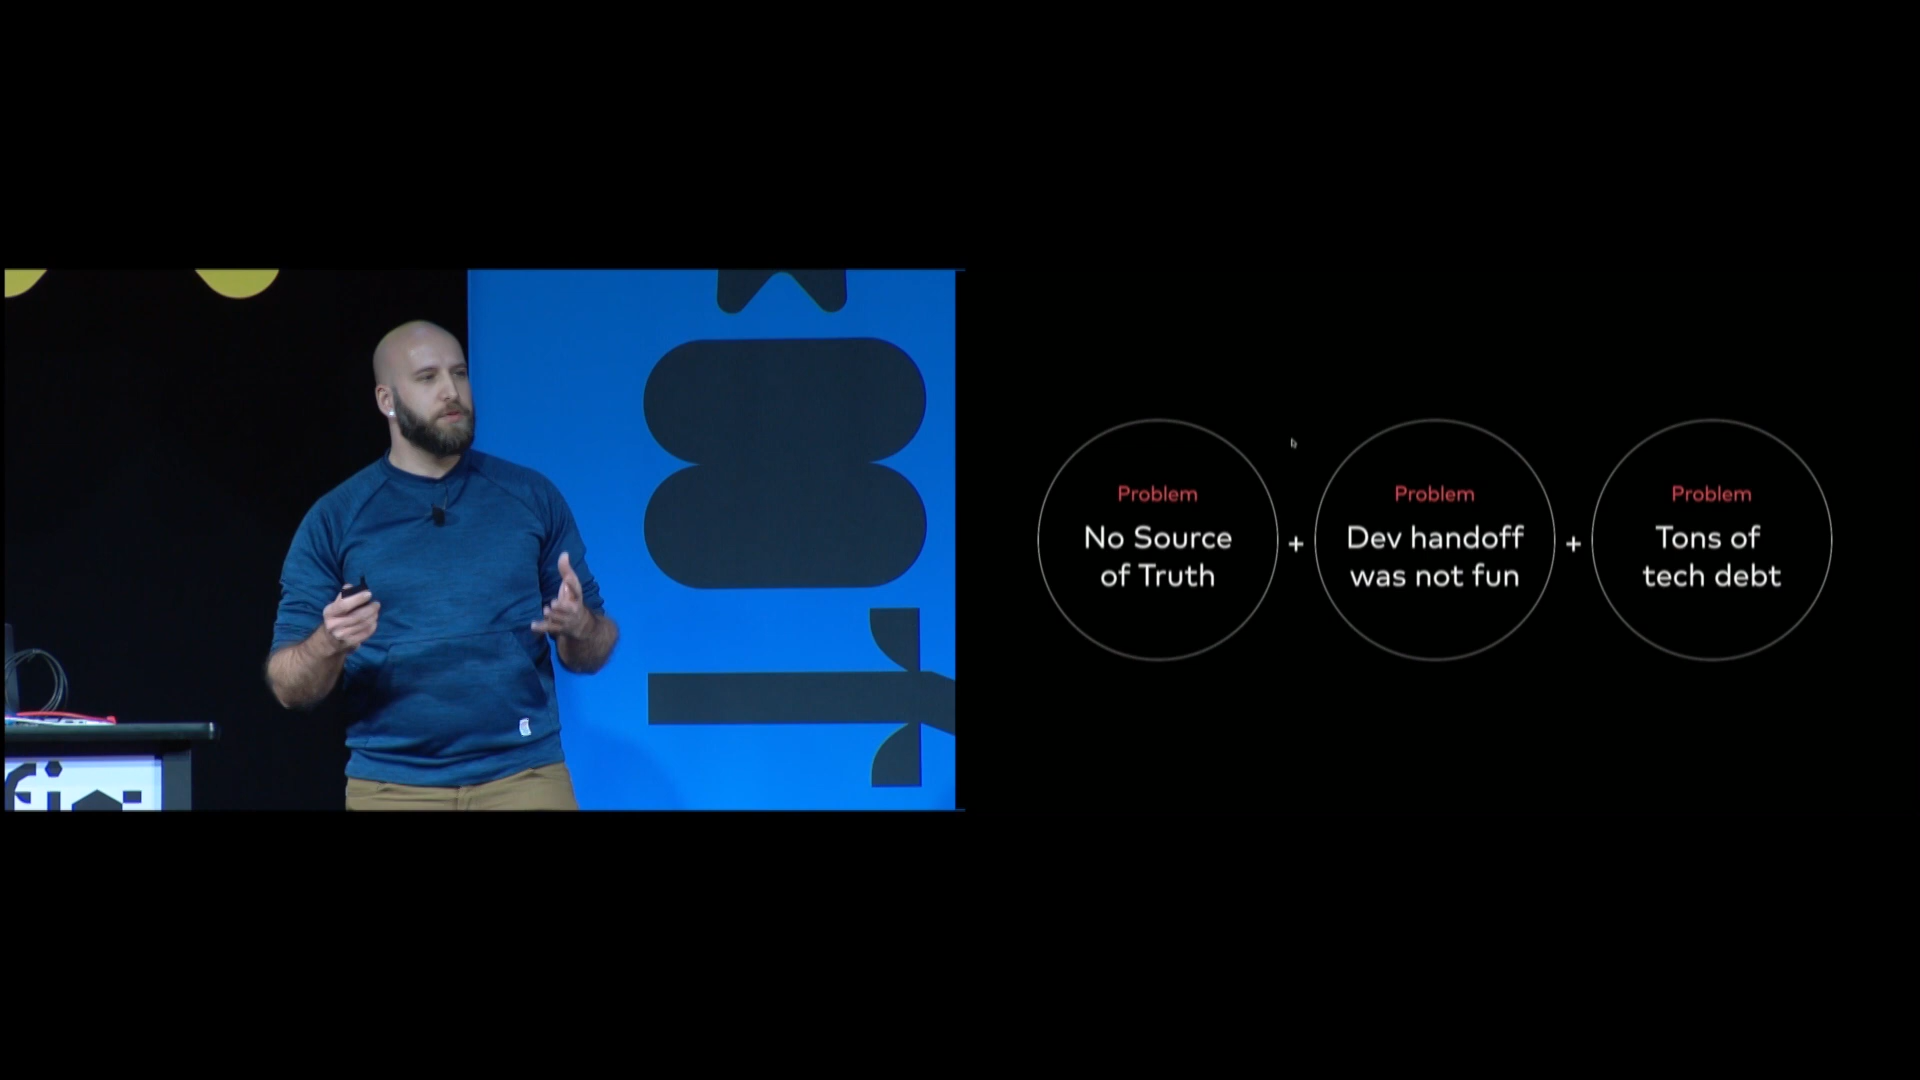 Problem
No Source
of Truth
+
Problem
Dev handoff
was not fun
+
Problem
Tons of
tech debt